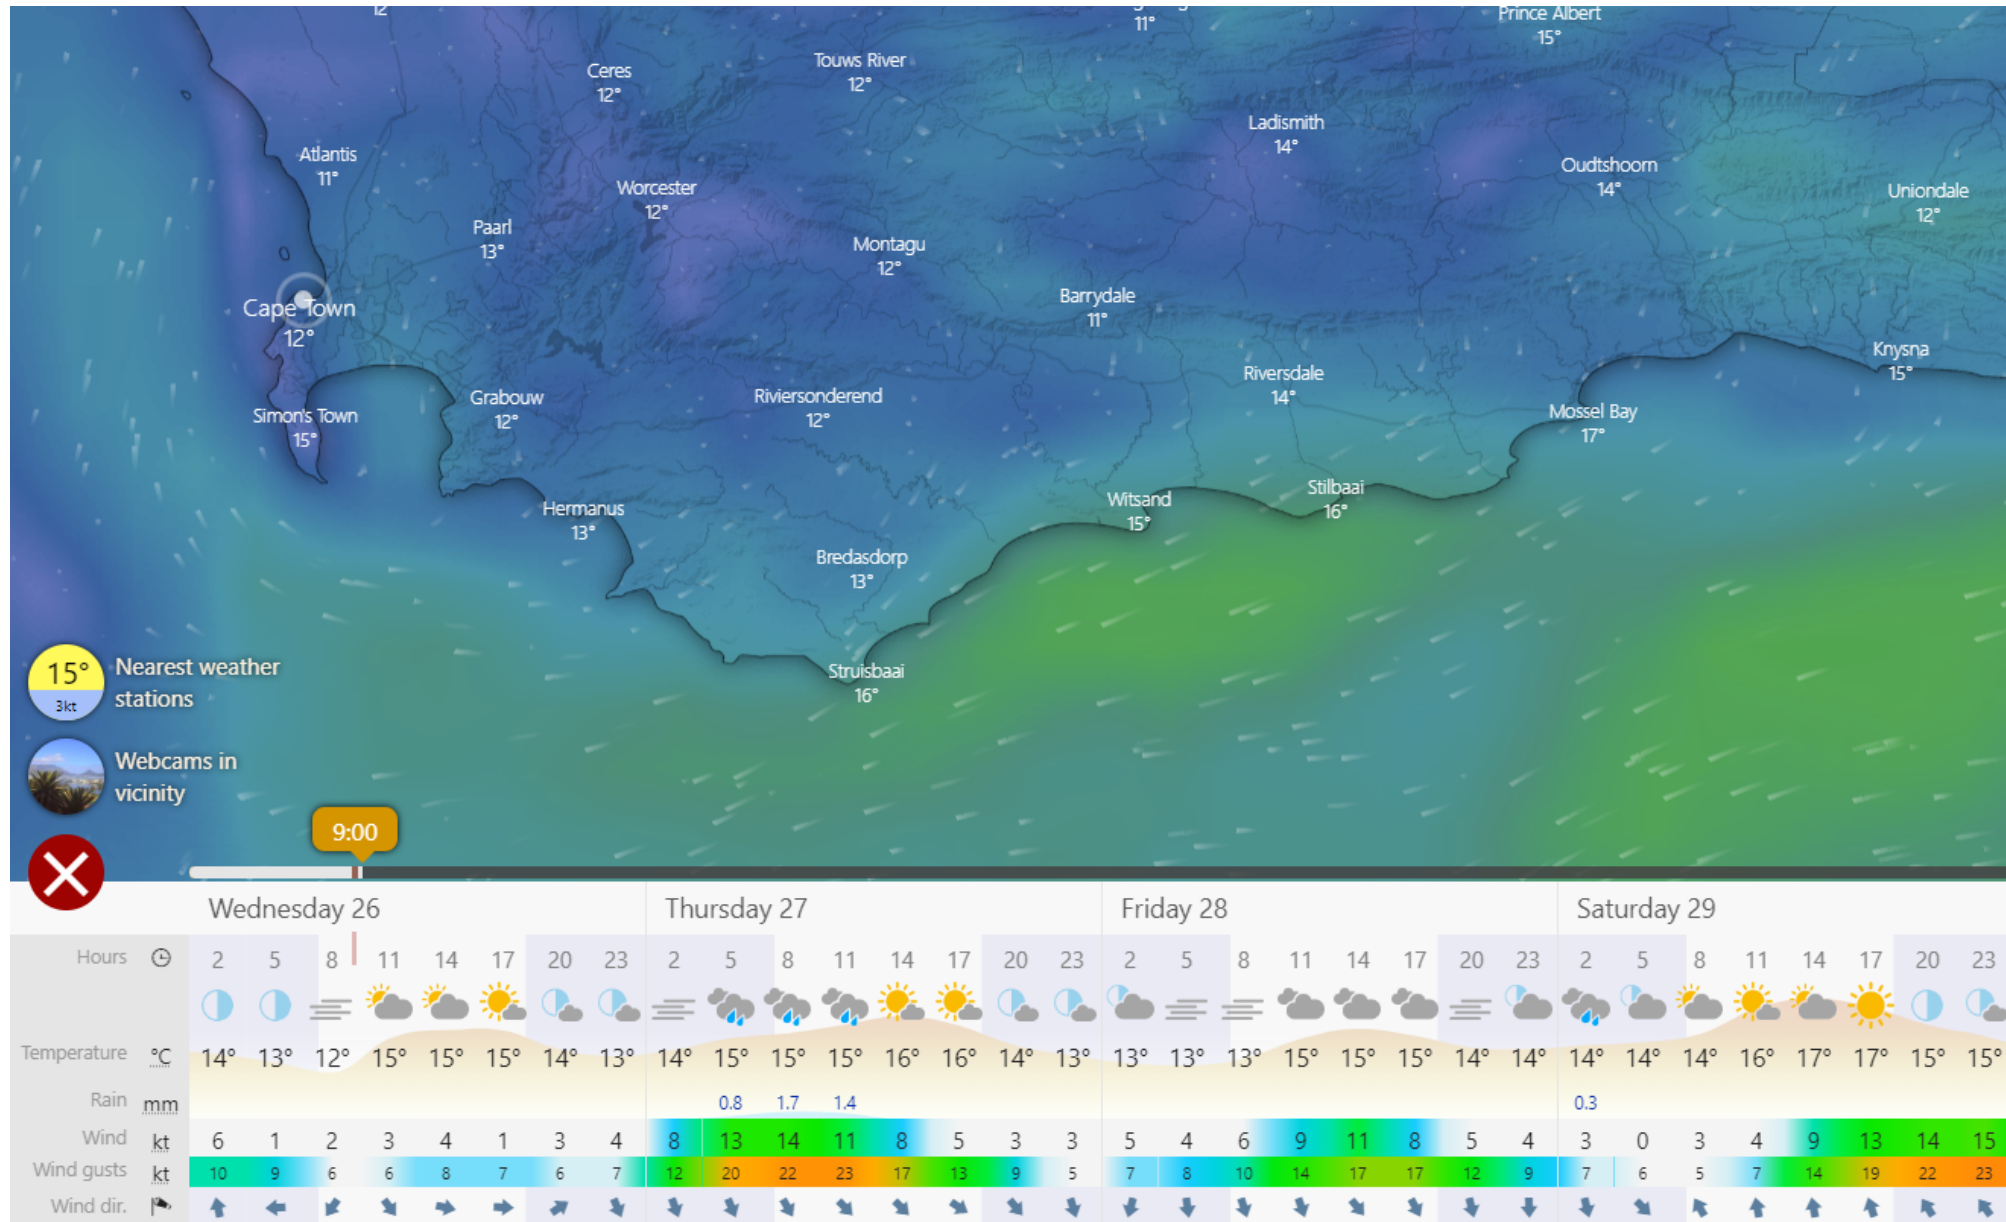 12
11°
Prince Albert
15°
Ceres
12°
Touws River
12°
Ladismith
14°
Atlantis
11°
Oudtshoorn
14°
Worcester
12°
Uniondale
12°
Paarl
13°
Montagu
12°
Barrydale
11°
Cape Town
12°
Knysna
15°
Riversdale
14°
Grabouw
12°
Riviersonderend
12°
Simon's Town
15°
Mossel Bay
17°
Hermanus
13°
Witsand
15°
Stilbaai
16°
Bredasdorp
13°
Struisbaai
16°
15°
3kt
Nearest weather
stations
Webcams in
vicinity
9:00
Wednesday 26 Thursday 27 Friday 28 Saturday 29
Hours 2 5 8 11 14 17 20 23 2 5 8 11 14 17 20 23 2 5 8 11 14 17 20 23 2 5 8 11 14 17 20 23
Temperature °C 14° 13° 12° 15° 15° 15° 14° 13° 14° 15° 15° 15° 16° 16° 14° 13° 13° 13° 13° 15° 15° 15° 14° 14° 14° 14° 14° 16° 17° 17° 15° 15°
Rain mm 0.8 1.7 1.4 0.3
Wind kt 6 1 2 3 4 1 3 4 8 13 14 11 8 5 3 3 5 4 6 9 11 8 5 4 3 0 3 4 9 13 14 15
Wind gusts kt 10 9 6 6 8 7 6 7 12 20 22 23 17 13 9 5 7 8 10 14 17 17 12 9 7 6 5 7 14 19 22 23
Wind dir.